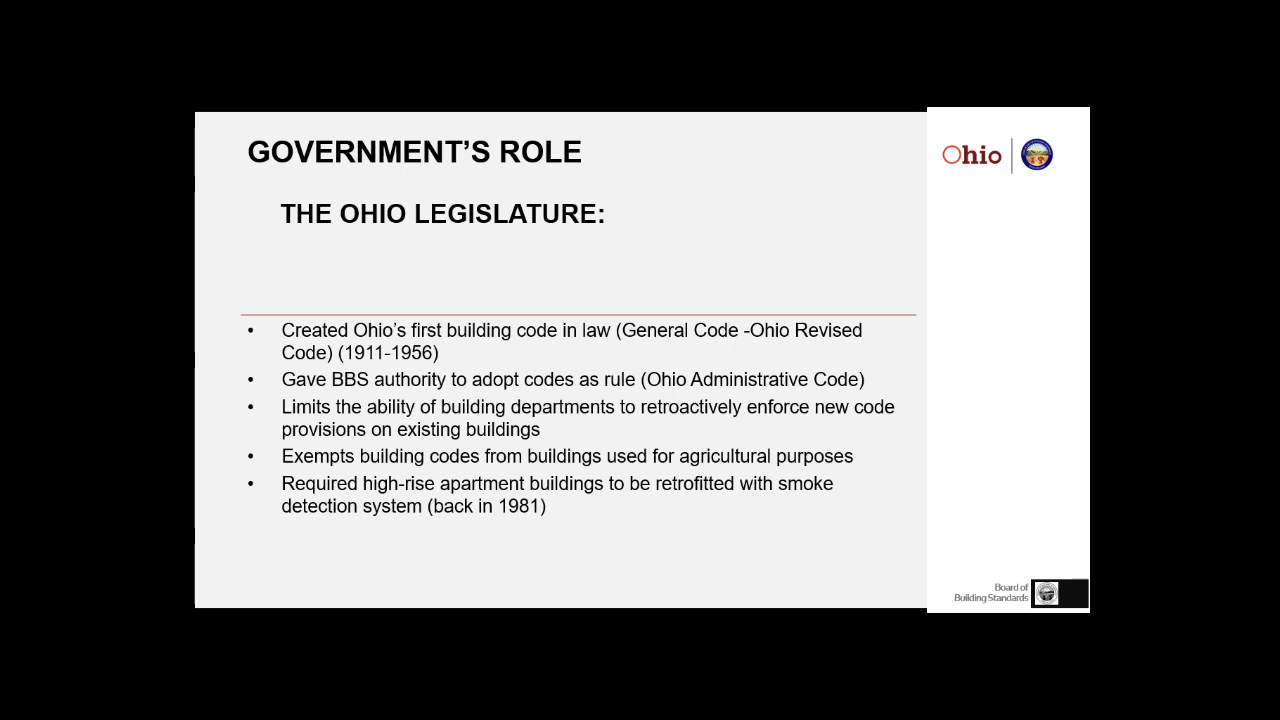 GOVERNMENT’S ROLE
THE OHIO LEGISLATURE:
Ohio
• Created Ohio’s first building code in law (General Code -Ohio Revised
Code) (1911-1956)
• Gave BBS authority to adopt codes as rule (Ohio Administrative Code)
• Limits the ability of building departments to retroactively enforce new code
provisions on existing buildings
• Exempts building codes from buildings used for agricultural purposes
• Required high-rise apartment buildings to be retrofitted with smoke
detection system (back in 1981)
Board of
Building Standards